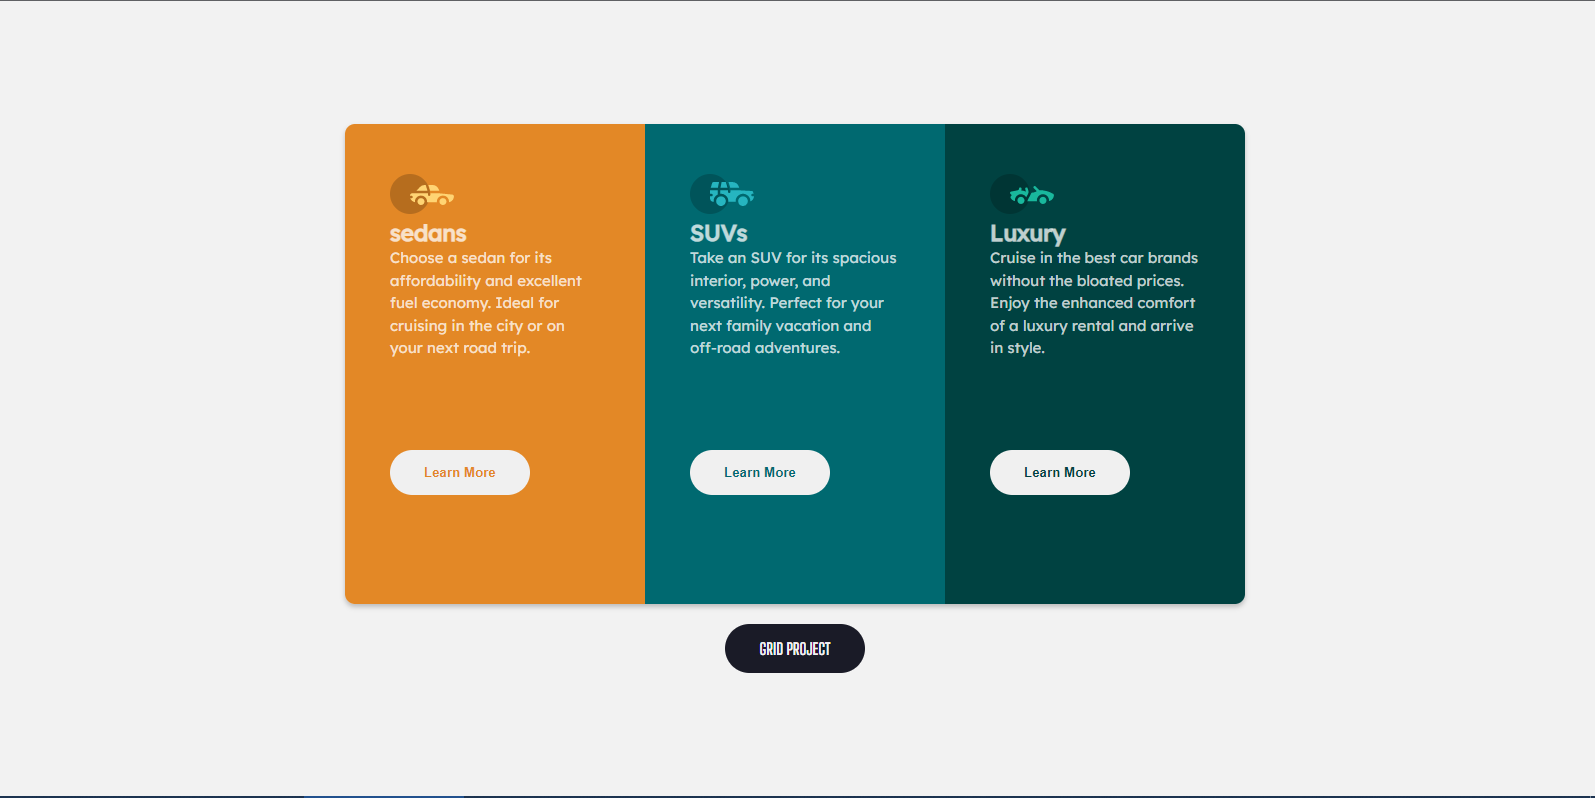 sedans
Choose a sedan for its
affordability and excellent
fuel economy. Ideal for
cruising in the city or on
your next road trip.
Learn More
SUVs
Take an SUV for its spacious
interior, power, and
versatility. Perfect for your
next family vacation and
off-road adventures.
Learn More
Luxury
Cruise in the best car brands
without the bloated prices.
Enjoy the enhanced comfort
of a luxury rental and arrive
in style.
Learn More
GRID PROJECT